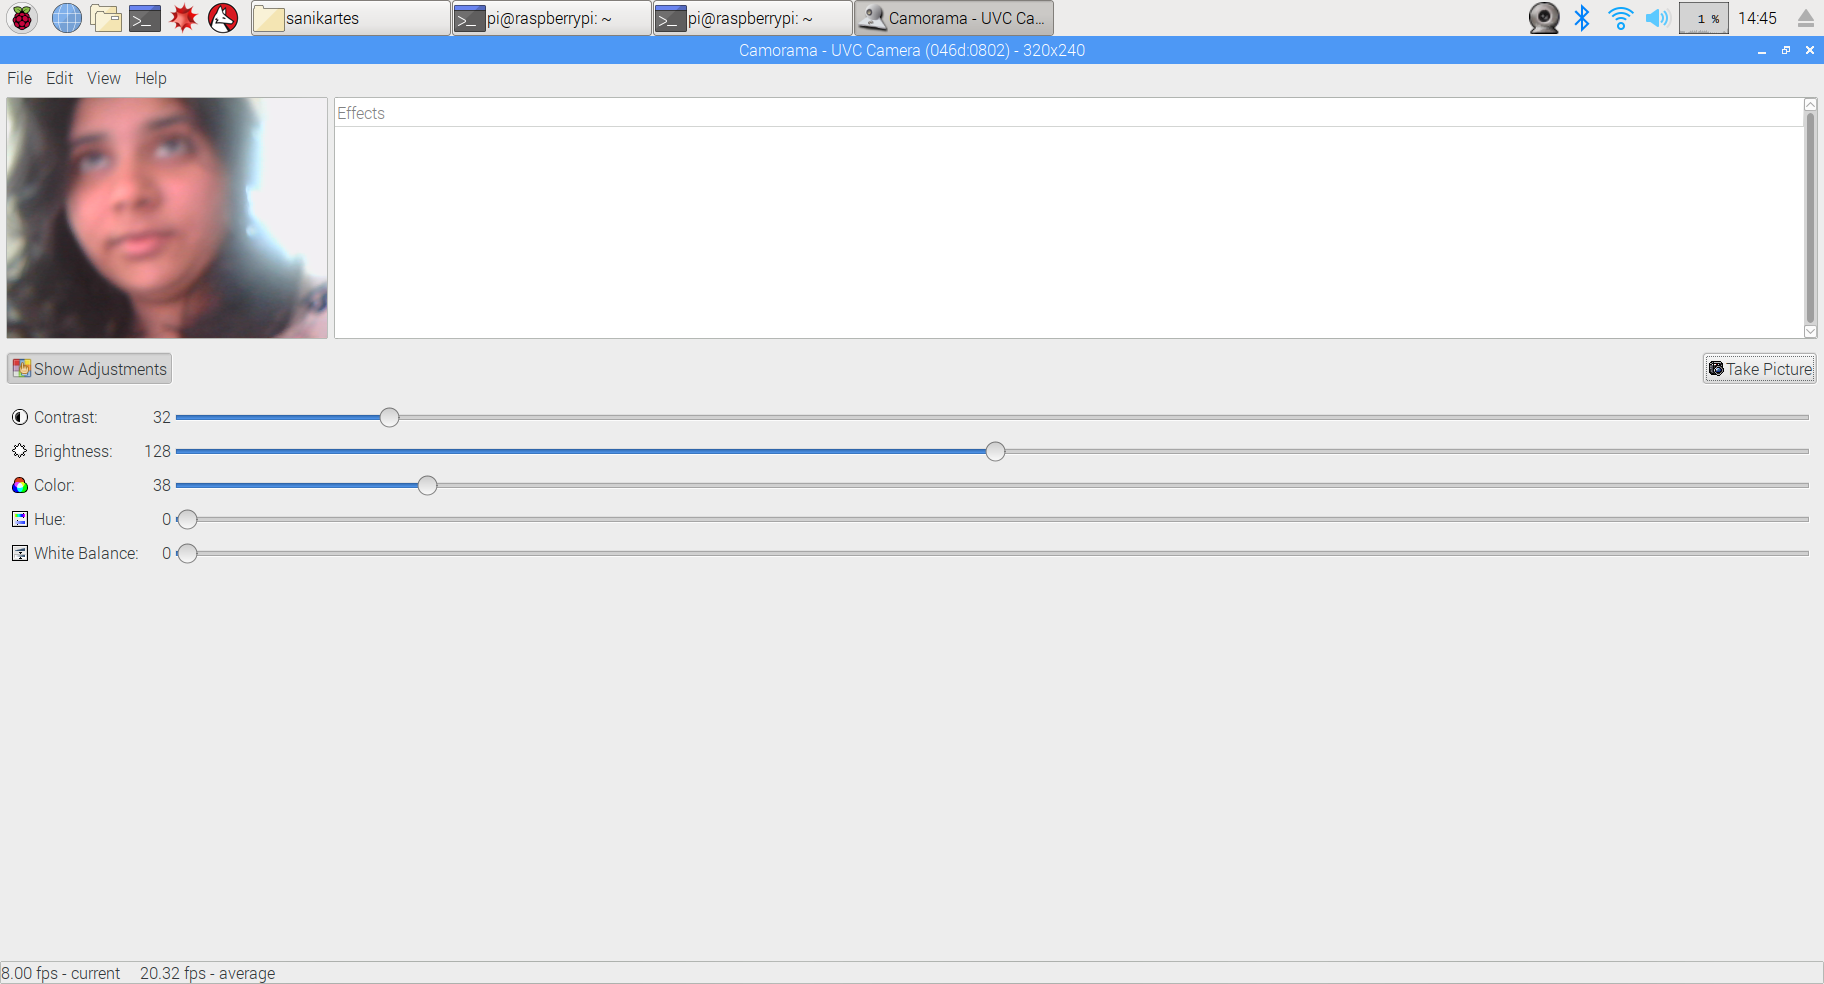 sanikartes
pi@raspberrypi: ~
pi@raspberrypi: ~
Camorama - UVC Ca...
1 %
14:45
Camorama - UVC Camera (046d:0802) - 320x240
File Edit View Help
Effects
Show Adjustments
Take Picture
Contrast: 32
Brightness: 128
Color: 38
Hue: 0
White Balance: 0
8.00 fps - current 20.32 fps - average